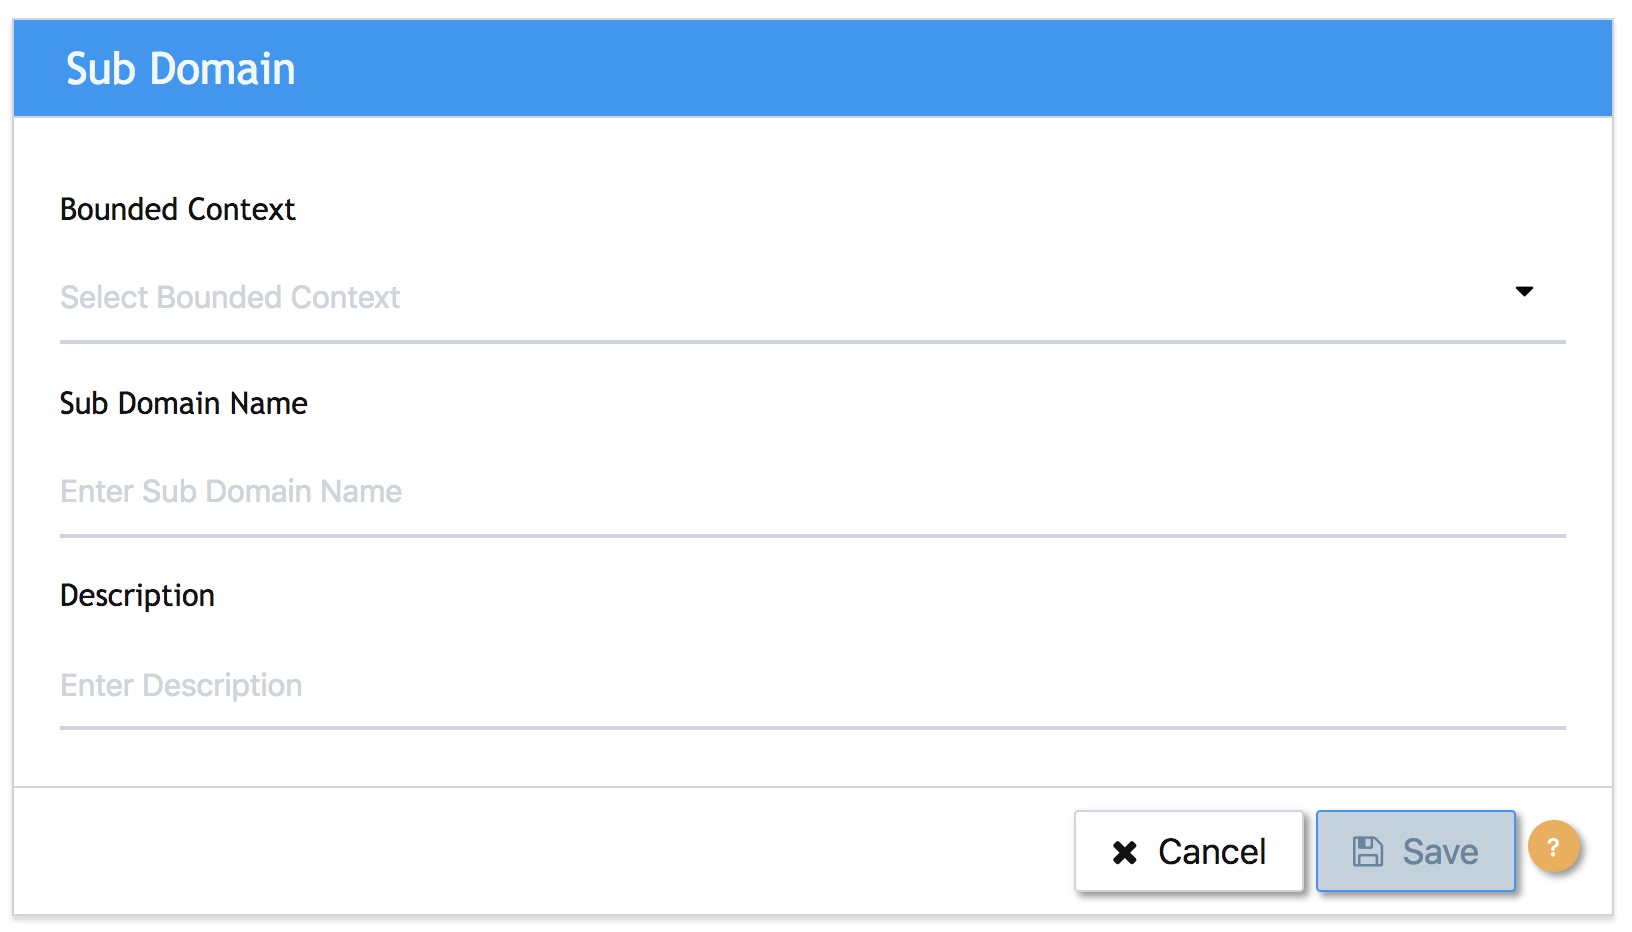 Sub Domain
Bounded Context
Select Bounded Context
Sub Domain Name
Enter Sub Domain Name
Description
Enter Description
Cancel
Save
?